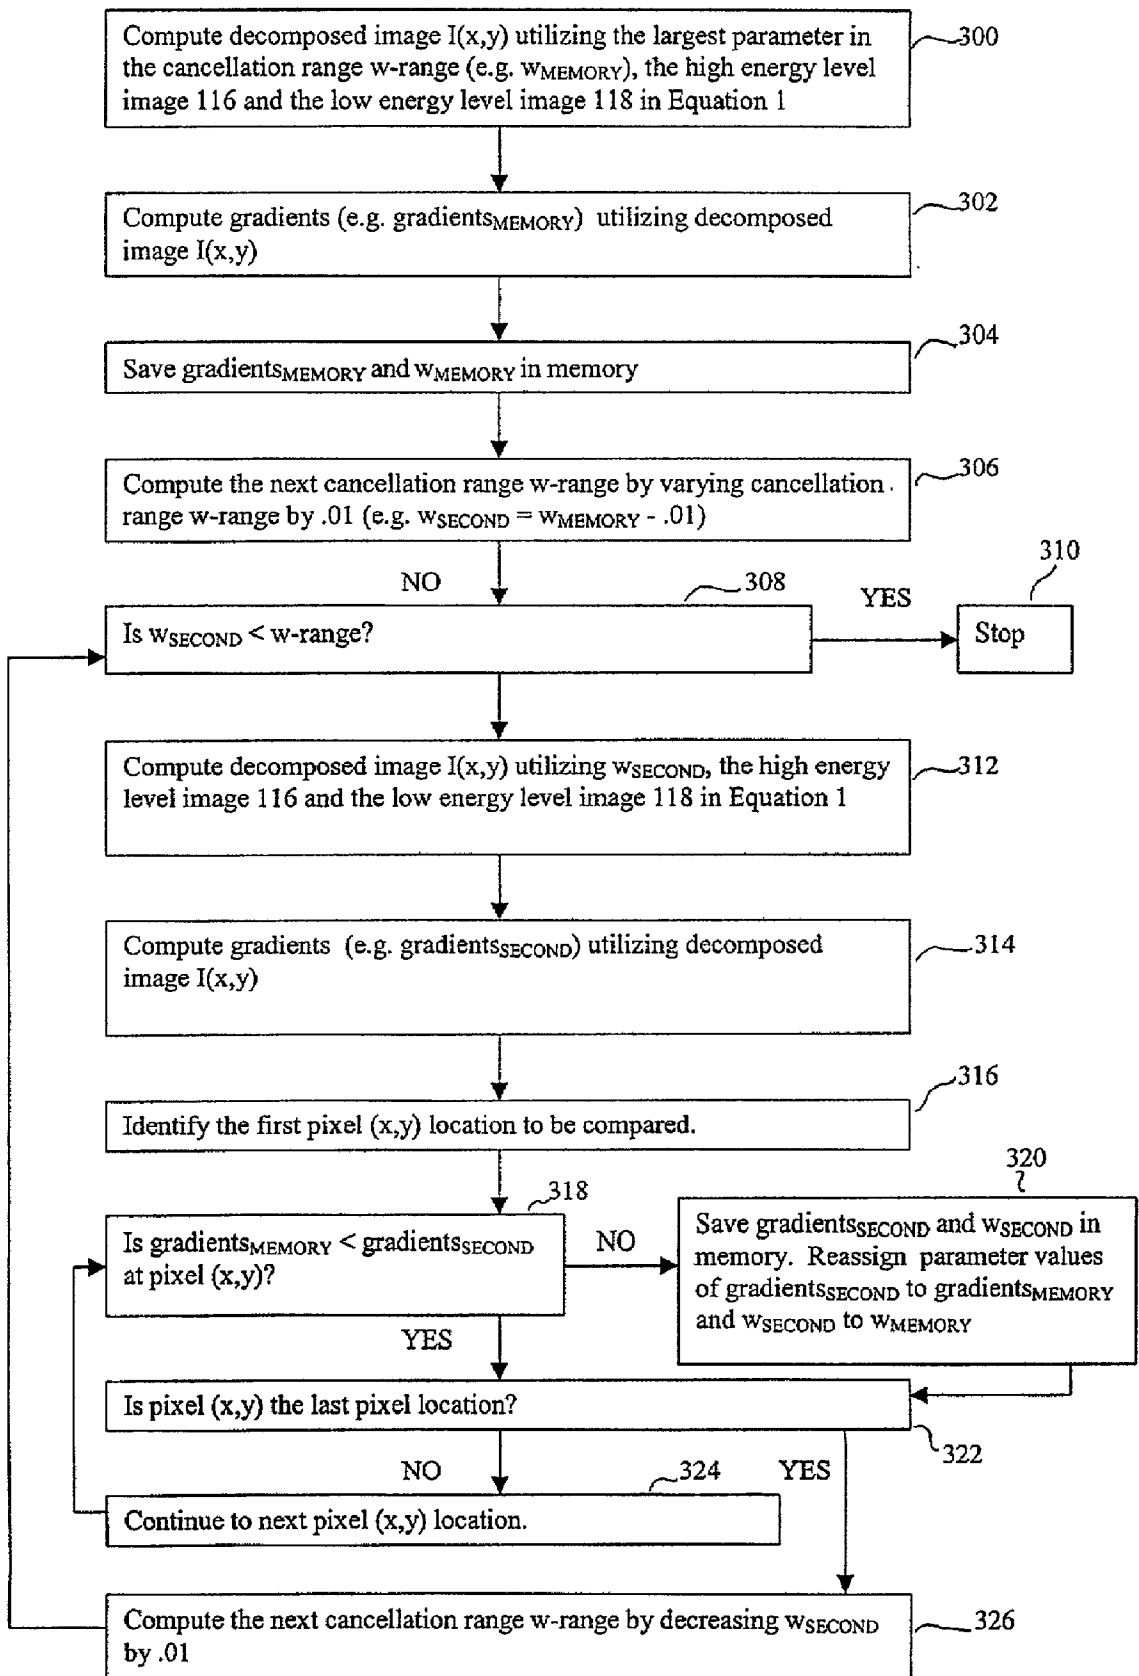 Compute decomposed image I(x,y) utilizing the largest parameter in
the cancellation range w-range (e.g. wMEMORY), the high energy level
image 116 and the low energy level image 118 in Equation 1
300
Compute gradients (e.g. gradientsMEMORY) utilizing decomposed
image I(x,y)
302
Save gradientsMEMORY and wMEMORY in memory
304
Compute the next cancellation range w-range by varying cancellation
range w-range by .01 (e.g. wSECOND = wMEMORY - .01)
306
NO
308
YES
310
Is wSECOND < w-range?
Stop
Compute decomposed image I(x,y) utilizing wSECOND, the high energy
level image 116 and the low energy level image 118 in Equation 1
312
Compute gradients (e.g. gradientsSECOND) utilizing decomposed
image I(x,y)
314
Identify the first pixel (x,y) location to be compared.
316
318
Is gradientsMEMORY < gradientsSECOND
at pixel (x,y)?
NO
320
Save gradientsSECOND and wSECOND in
memory. Reassign parameter values
of gradientsSECOND to gradientsMEMORY
and wSECOND to wMEMORY
YES
Is pixel (x,y) the last pixel location?
322
NO
324
YES
Continue to next pixel (x,y) location.
Compute the next cancellation range w-range by decreasing wSECOND
by .01
326